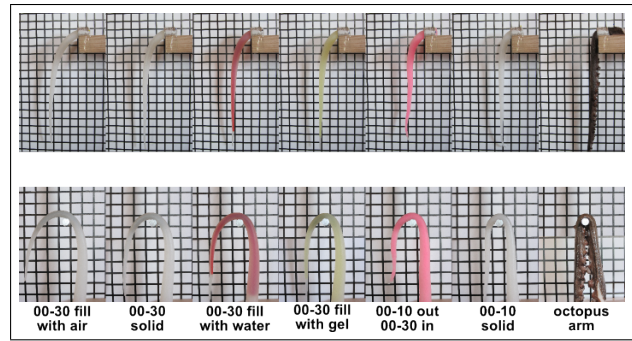 00-30 fill
with air
00-30
solid
00-30 fill
with water
00-30 fill
with gel
00-10 out
00-30 in
00-10
solid
octopus
arm